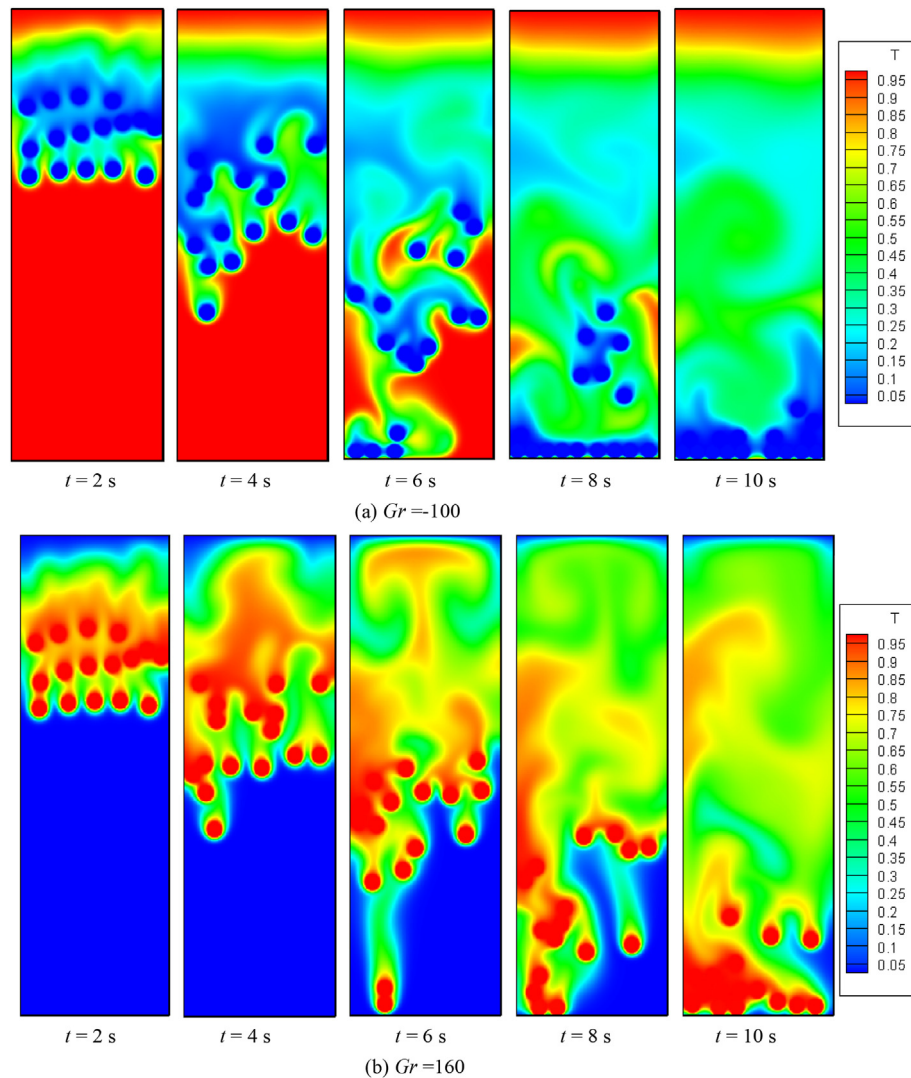 T
0.95
0.9
0.85
0.8
0.75
0.7
0.65
0.6
0.55
0.5
0.45
0.4
0.35
0.3
0.25
0.2
0.15
0.1
0.05
t = 2 s
t = 4 s
t = 6 s
t = 8 s
t = 10 s
(a) Gr =-100
T
0.95
0.9
0.85
0.8
0.75
0.7
0.65
0.6
0.55
0.5
0.45
0.4
0.35
0.3
0.25
0.2
0.15
0.1
0.05
t = 2 s
t = 4 s
t = 6 s
t = 8 s
t = 10 s
(b) Gr =160